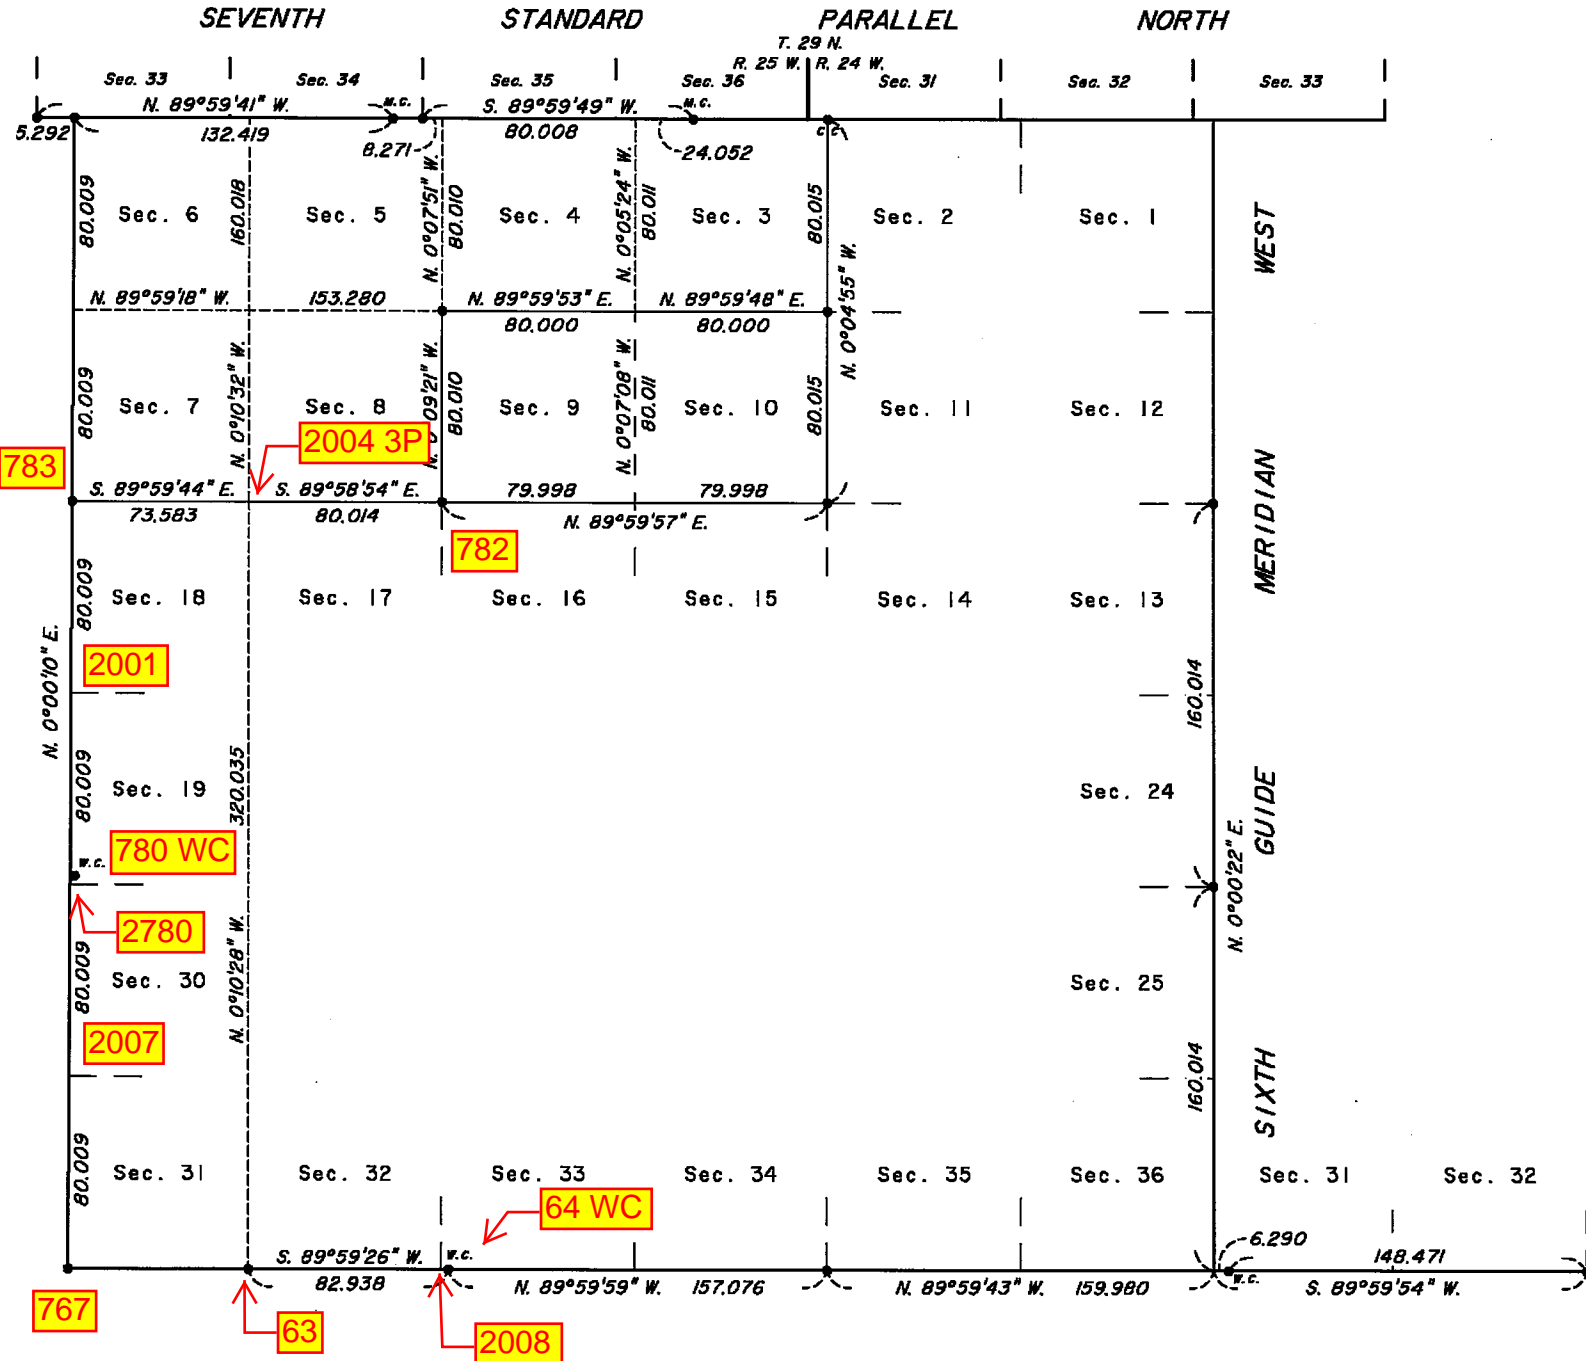 SEVENTH STANDARD PARALLEL NORTH
T. 29 N.
R. 25 W. R. 24 W.
Sec. 33 Sec. 34 Sec. 35 Sec. 36 Sec. 31 Sec. 32 Sec. 33
N. 89°59'41" W. M.C. S. 89°59'49" W. M.C.
5.292 132.419 8.271 80.008 24.052 C C
80.009 Sec. 6 160.018 Sec. 5 N. 0°07'51" W. 80.010 Sec. 4 N. 0°05'24" W. 80.011 Sec. 3 80.015 Sec. 2 Sec. 1
N. 89°59'18" W. 153.280 N. 89°59'53" E. N. 89°59'48" E.
80.000 80.000
N. 0°04'55" W.
80.009 Sec. 7 N. 0°10'32" W. Sec. 8 N. 0°09'21" W. 80.010 Sec. 9 N. 0°07'08" W. 80.011 Sec. 10 80.015 Sec. 11 Sec. 12
783
2004 3P
S. 89°59'44" E. S. 89°58'54" E. 79.998 79.998
73.583 80.014 N. 89°59'57" E.
782
80.009 Sec. 18 Sec. 17 Sec. 16 Sec. 15 Sec. 14 Sec. 13
N. 0°00'10" E.
2001
160.014
80.009 Sec. 19 320.035 Sec. 24
W.C. 780 WC
2780
80.009 Sec. 30 N. 0°10'28" W. Sec. 25
N. 0°00'22" E.
2007
160.014
SIXTH GUIDE MERIDIAN WEST
80.009 Sec. 31 Sec. 32 Sec. 33 Sec. 34 Sec. 35 Sec. 36 Sec. 31 Sec. 32
64 WC
S. 89°59'26" W. W.C. 6.290 148.471
82.938 N. 89°59'59" W. 157.076 N. 89°59'43" W. 159.980 W.C. S. 89°59'54" W.
767
63
2008